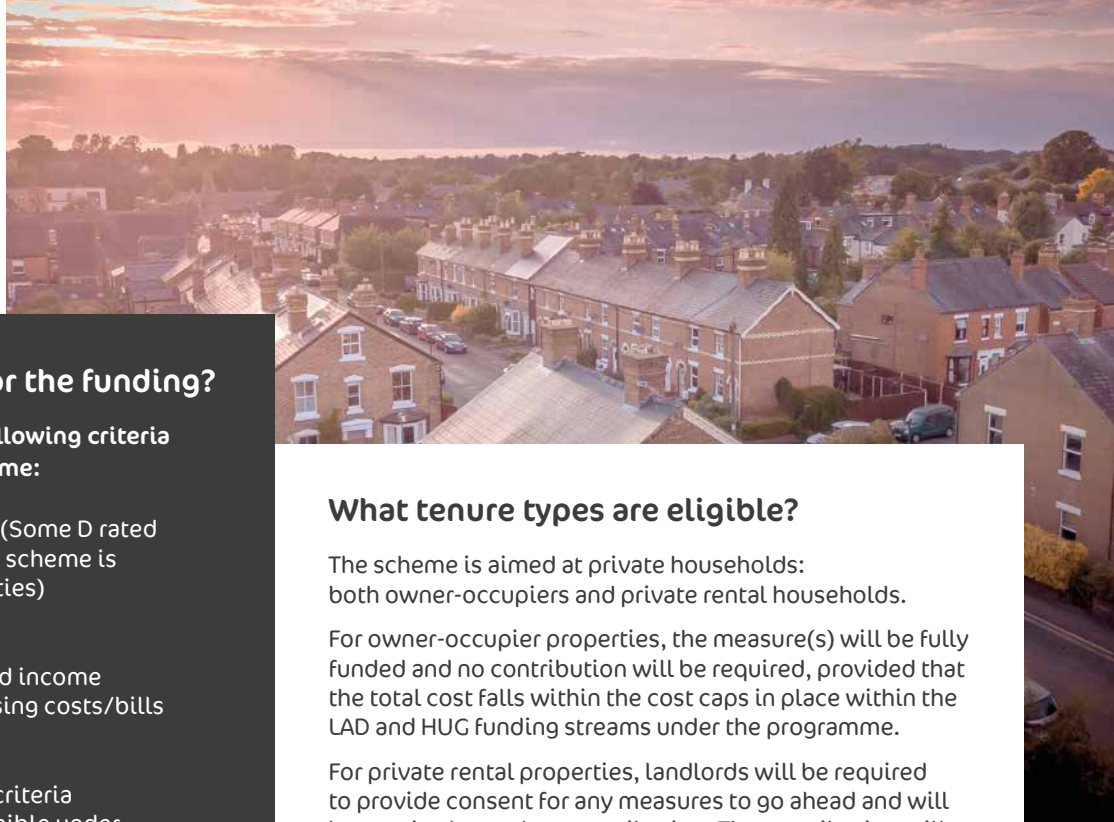 or the funding?
llowing criteria
me:
(Some D rated
scheme is
ties)
d income
sing costs/bills
criteria
What tenure types are eligible?
The scheme is aimed at private households:
both owner-occupiers and private rental households.
For owner-occupier properties, the measure(s) will be fully
funded and no contribution will be required, provided that
the total cost falls within the cost caps in place within the
LAD and HUG funding streams under the programme.
For private rental properties, landlords will be required
to provide consent for any measures to go ahead and will